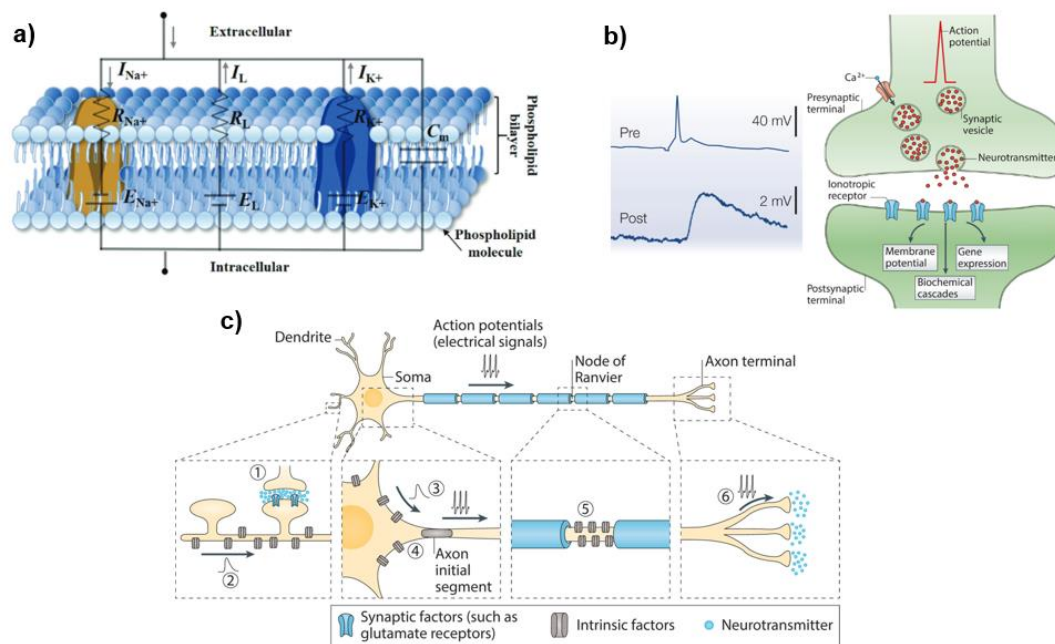 a)
Extracellular
I_Na+
I_L
I_K+
R_Na+
R_L
R_K+
C_m
E_Na+
E_L
E_K+
Phospholipid
bilayer
Phospholipid
molecule
Intracellular
b)
Pre
40 mV
Post
2 mV
Action
potential
Ca²⁺
Presynaptic
terminal
Synaptic
vesicle
Neurotransmitter
Ionotropic
receptor
Membrane
potential
Gene
expression
Biochemical
cascades
Postsynaptic
terminal
c)
Dendrite
Soma
Action potentials
(electrical signals)
Node of
Ranvier
Axon terminal
①
②
③
④
Axon
initial
segment
⑤
⑥
Synaptic factors (such as
glutamate receptors)
Intrinsic factors
Neurotransmitter